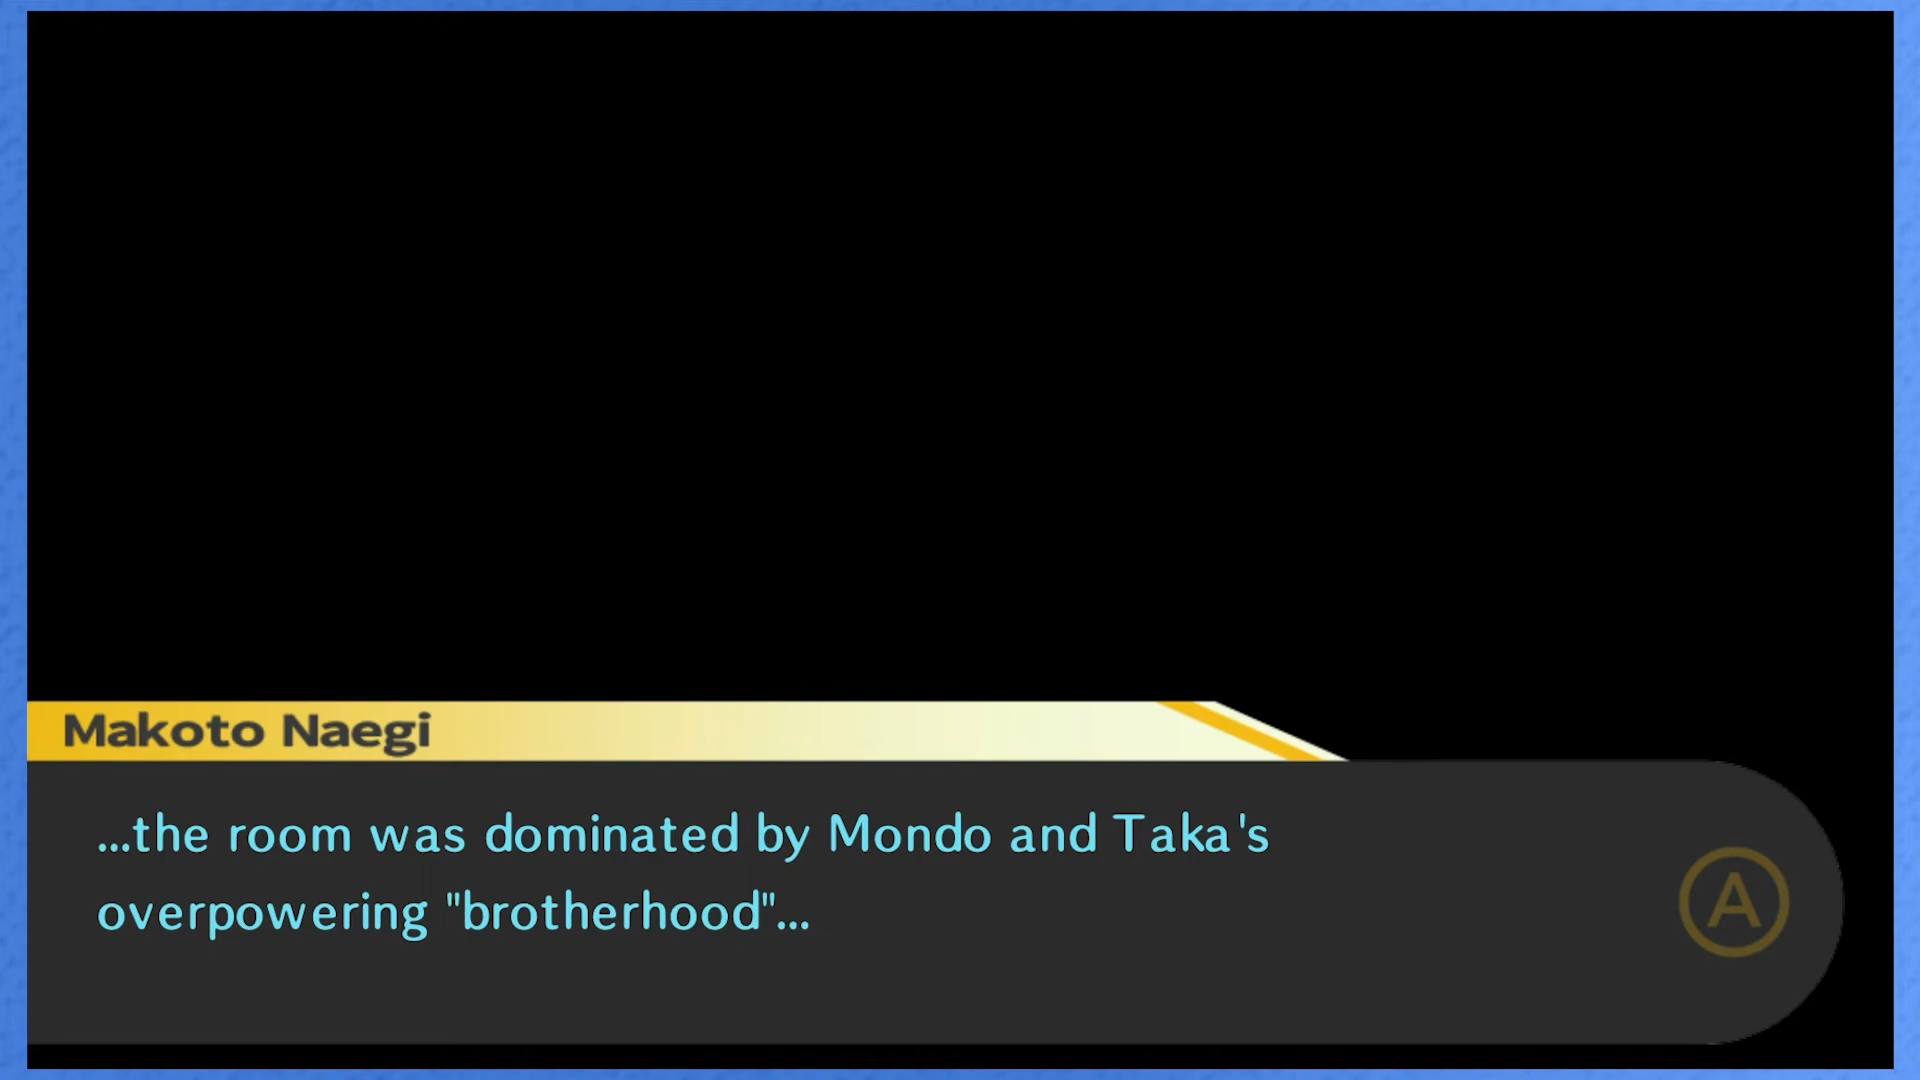 Makoto Naegi
...the room was dominated by Mondo and Taka's
overpowering "brotherhood"...
A